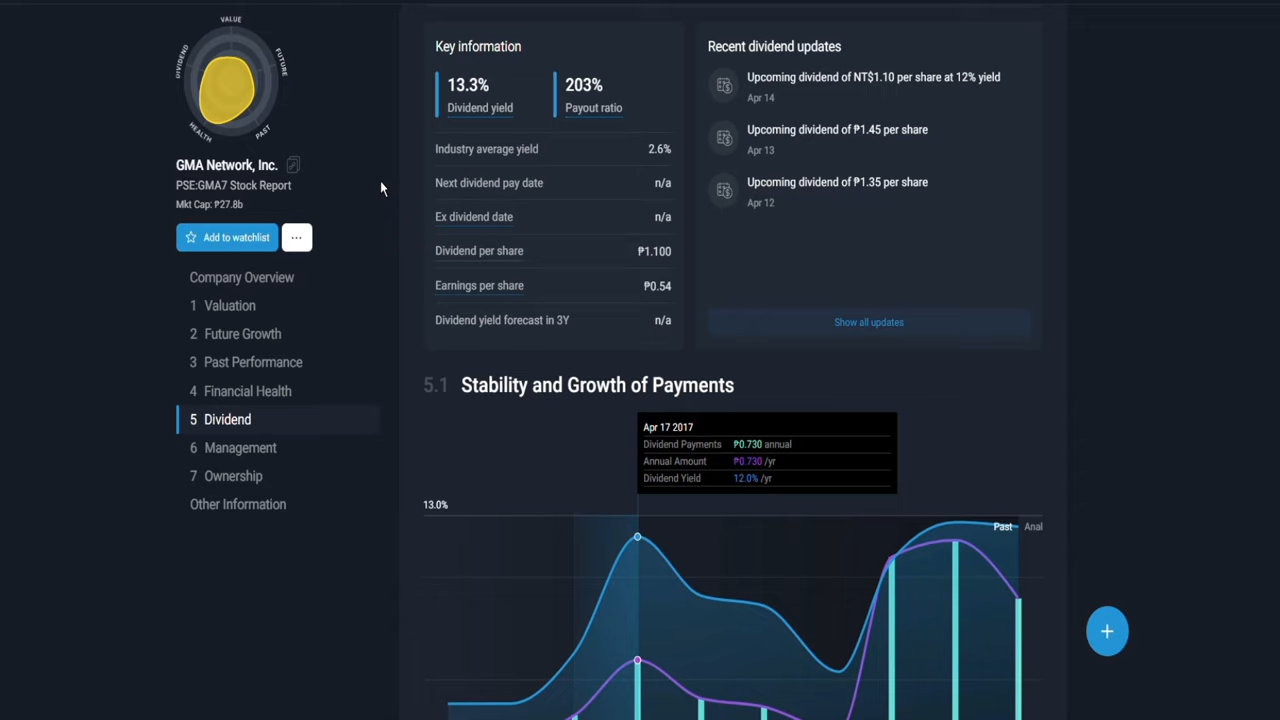 VALUE
FUTURE
PAST
HEALTH
DIVIDEND
GMA Network, Inc.
PSE:GMA7 Stock Report
Mkt Cap: ₱27.8b
Add to watchlist
...
Company Overview
1 Valuation
2 Future Growth
3 Past Performance
4 Financial Health
5 Dividend
6 Management
7 Ownership
Other Information
Key information
13.3%
Dividend yield
203%
Payout ratio
Industry average yield 2.6%
Next dividend pay date n/a
Ex dividend date n/a
Dividend per share ₱1.100
Earnings per share ₱0.54
Dividend yield forecast in 3Y n/a
Recent dividend updates
Upcoming dividend of NT$1.10 per share at 12% yield
Apr 14
Upcoming dividend of ₱1.45 per share
Apr 13
Upcoming dividend of ₱1.35 per share
Apr 12
Show all updates
5.1 Stability and Growth of Payments
Apr 17 2017
Dividend Payments ₱0.730 annual
Annual Amount ₱0.730 /yr
Dividend Yield 12.0% /yr
13.0%
Past Anal
+